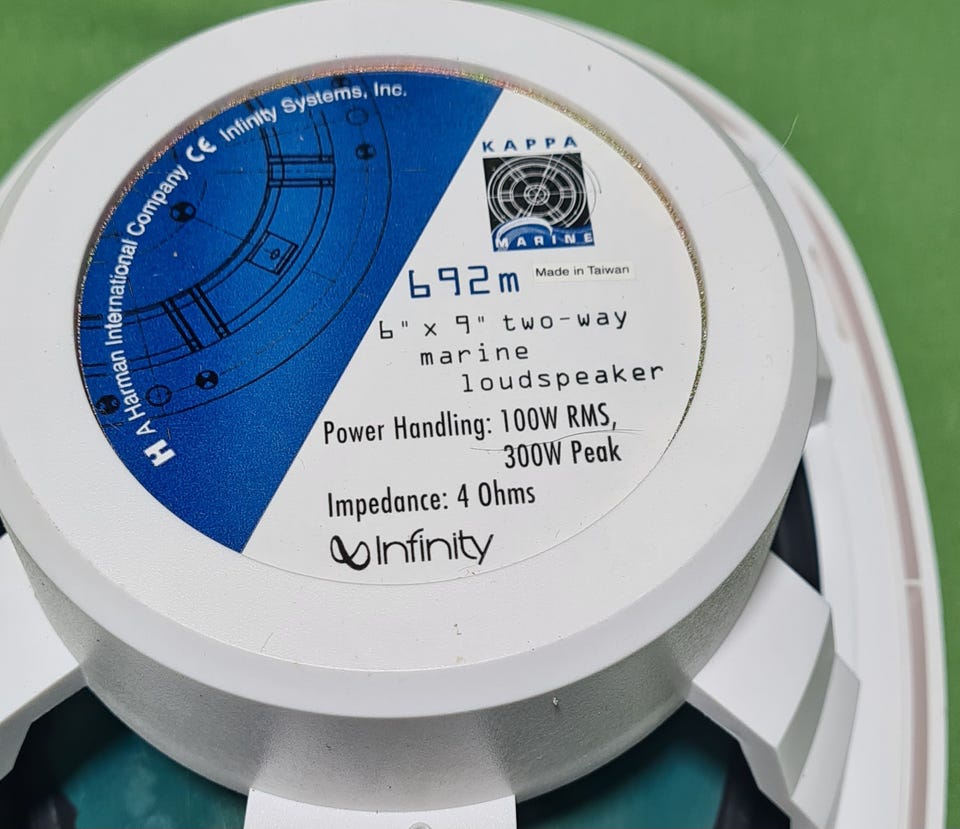 H A Harman International Company CE Infinity Systems, Inc.
KAPPA
MARINE
692m
Made in Taiwan
6" x 9" two-way
marine
loudspeaker
Power Handling: 100W RMS,
300W Peak
Impedance: 4 Ohms
Infinity